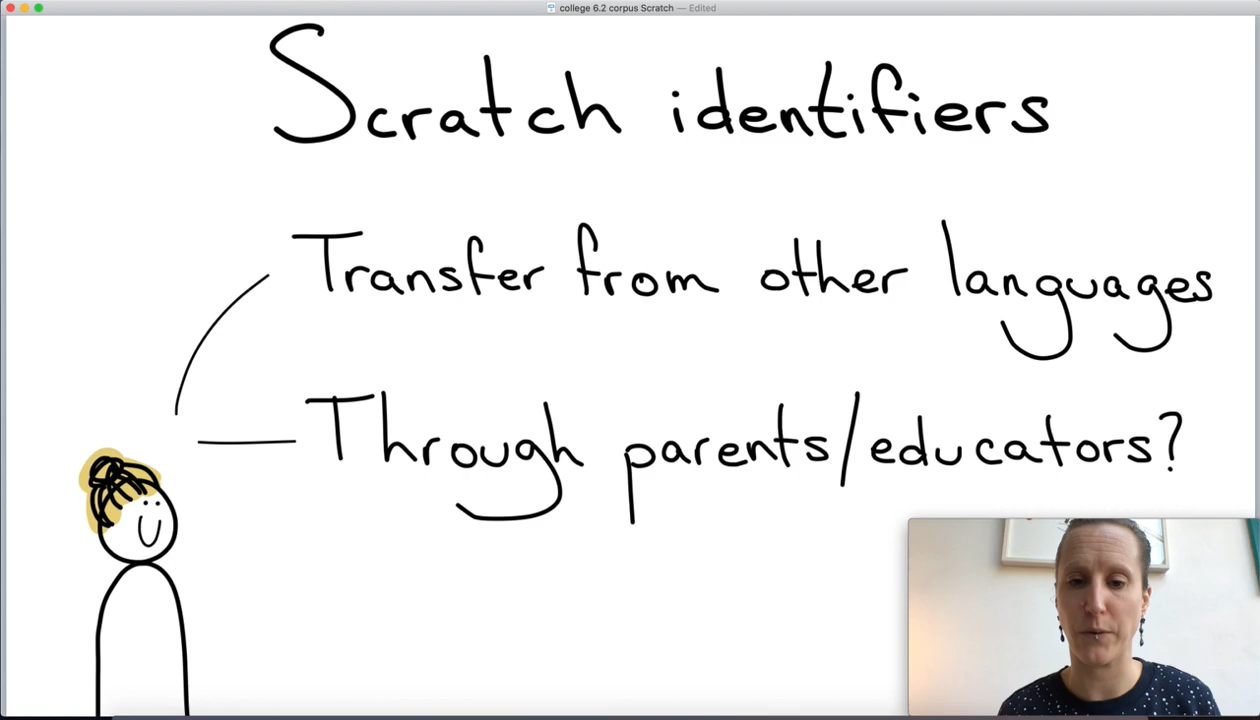 college 6.2 corpus Scratch — Edited
Scratch identifiers
Transfer from other languages
Through parents/educators?